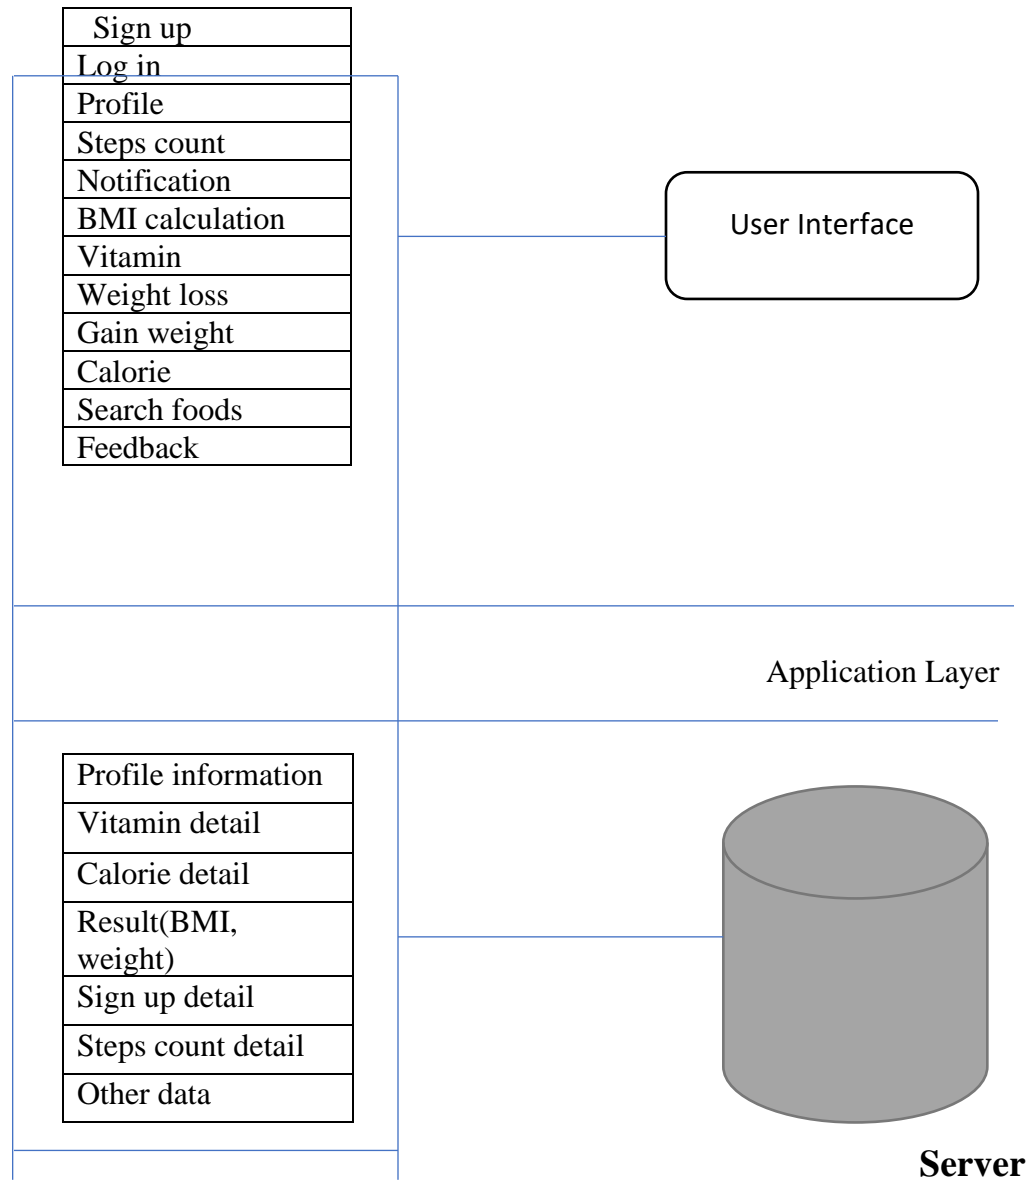 Sign up
Log in
Profile
Steps count
Notification
BMI calculation
Vitamin
Weight loss
Gain weight
Calorie
Search foods
Feedback
User Interface
Application Layer
Profile information
Vitamin detail
Calorie detail
Result(BMI,
weight)
Sign up detail
Steps count detail
Other data
Server